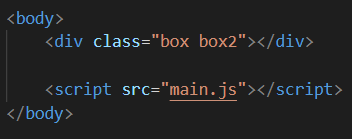 <body>
<div class="box box2"></div>
<script src="main.js"></script>
</body>